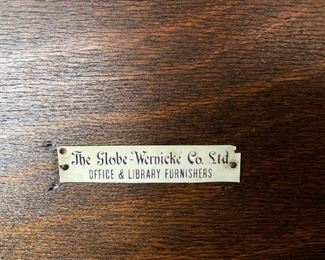 The Globe-Wernicke Co. Ltd.
OFFICE & LIBRARY FURNISHERS